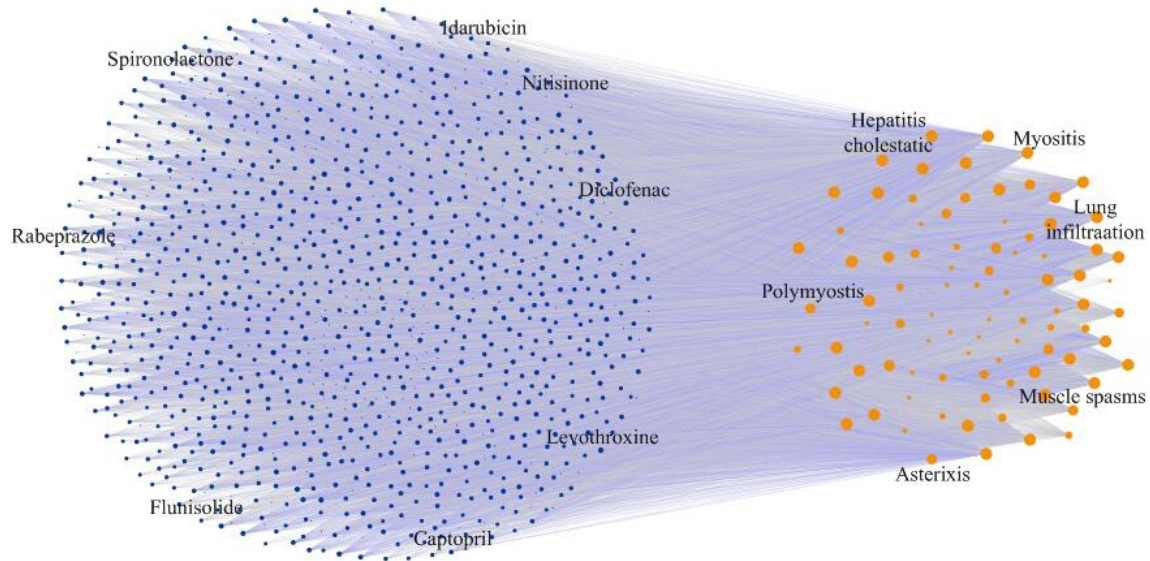 Idarubicin
Spironolactone
Nitisinone
Hepatitis
cholestatic
Myositis
Diclofenac
Lung
infiltraation
Rabeprazole
Polymyostis
Muscle spasms
Levothroxine
Asterixis
Flunisolide
Captopril